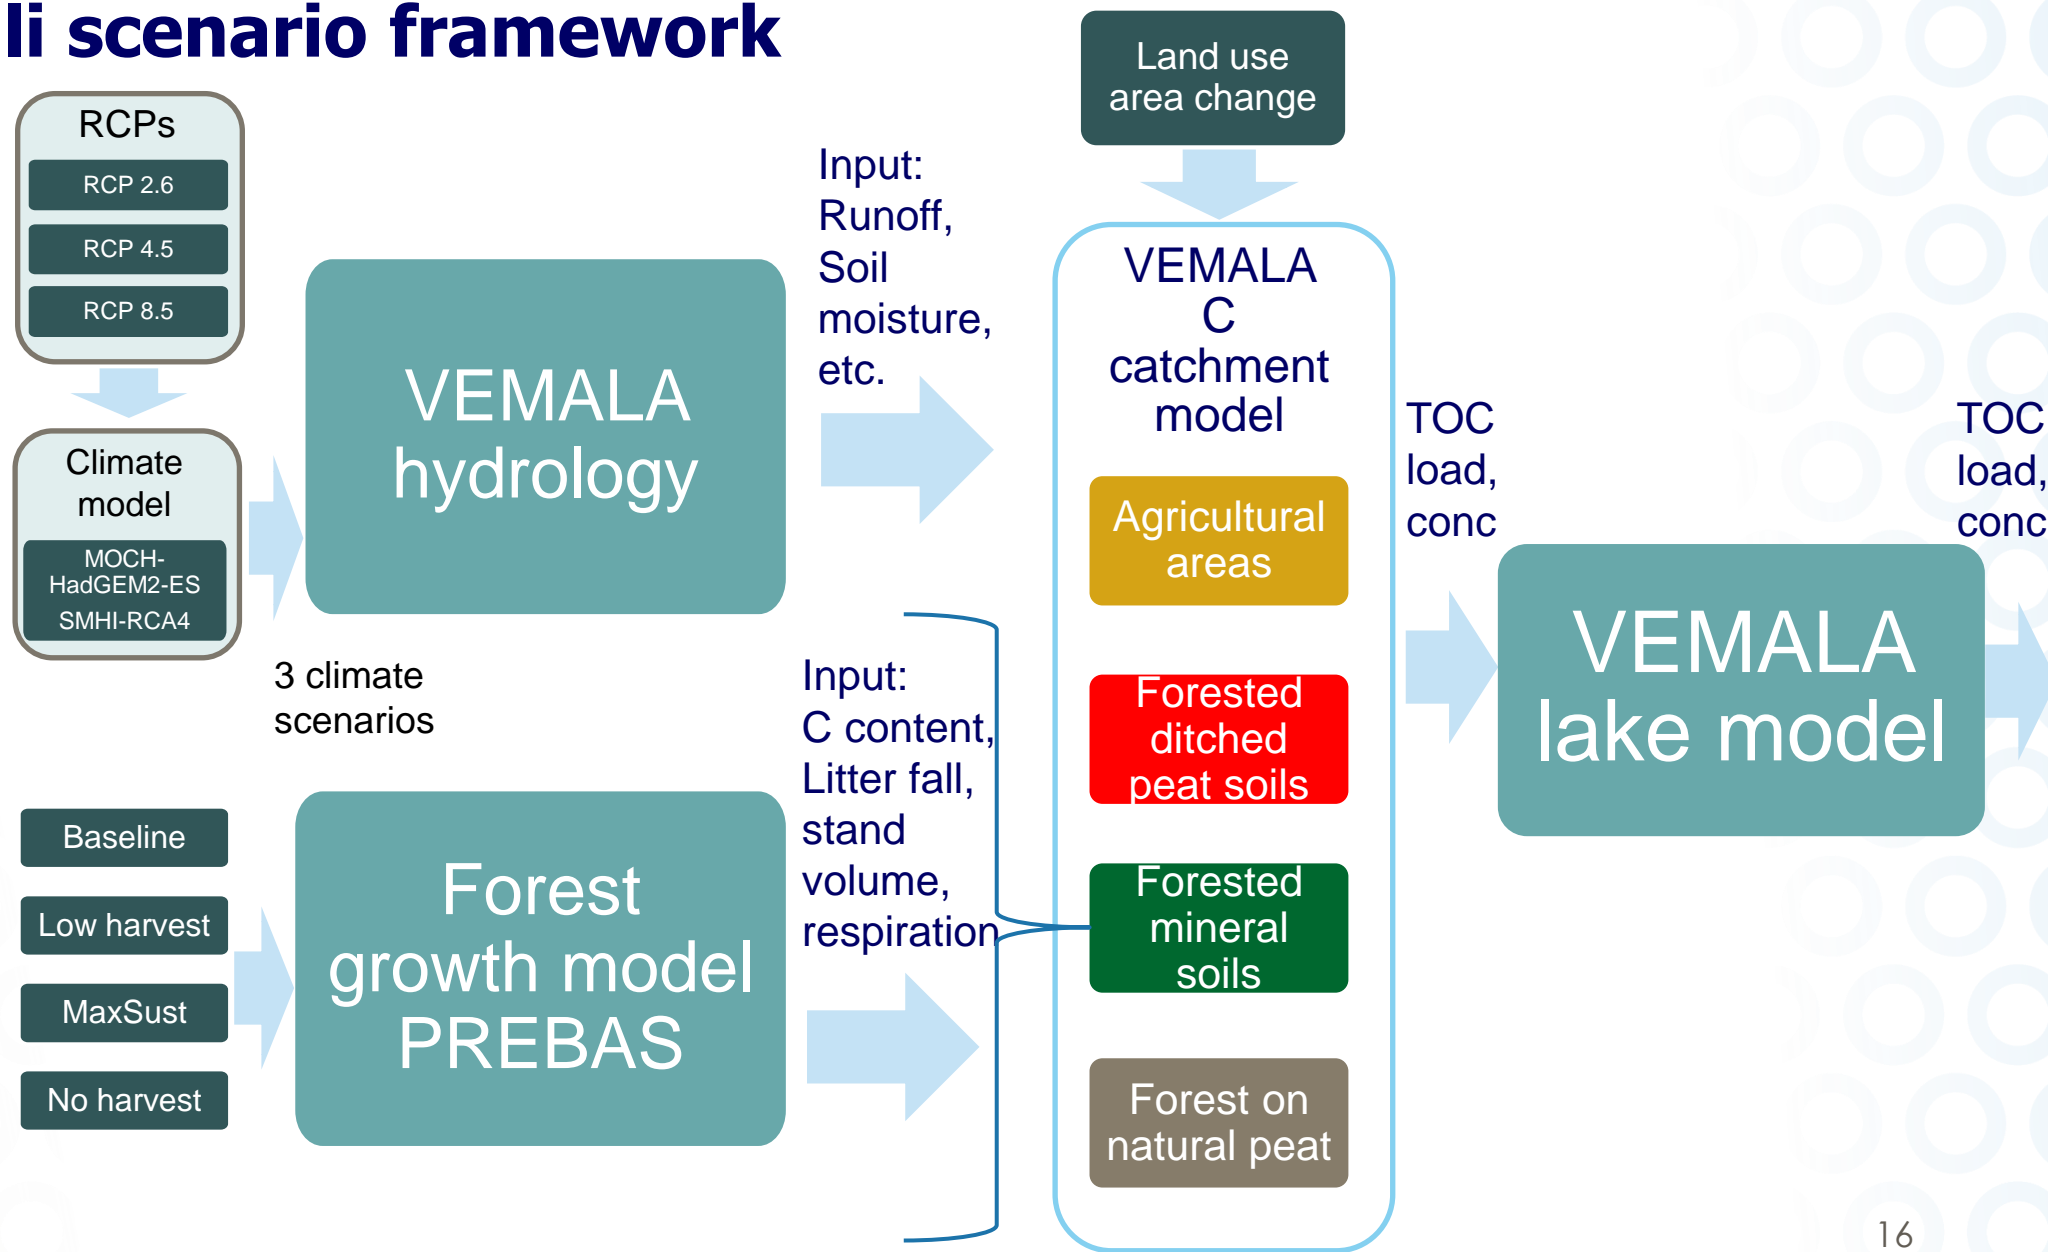 Ii scenario framework
RCPs
RCP 2.6
RCP 4.5
RCP 8.5
Climate
model
MOCH-
HadGEM2-ES
SMHI-RCA4
3 climate
scenarios
VEMALA
hydrology
Input:
Runoff,
Soil
moisture,
etc.
Baseline
Low harvest
MaxSust
No harvest
Forest
growth model
PREBAS
Input:
C content,
Litter fall,
stand
volume,
respiration
Land use
area change
VEMALA
C
catchment
model
Agricultural
areas
Forested
ditched
peat soils
Forested
mineral
soils
Forest on
natural peat
TOC
load,
conc
VEMALA
lake model
TOC
load,
conc
16